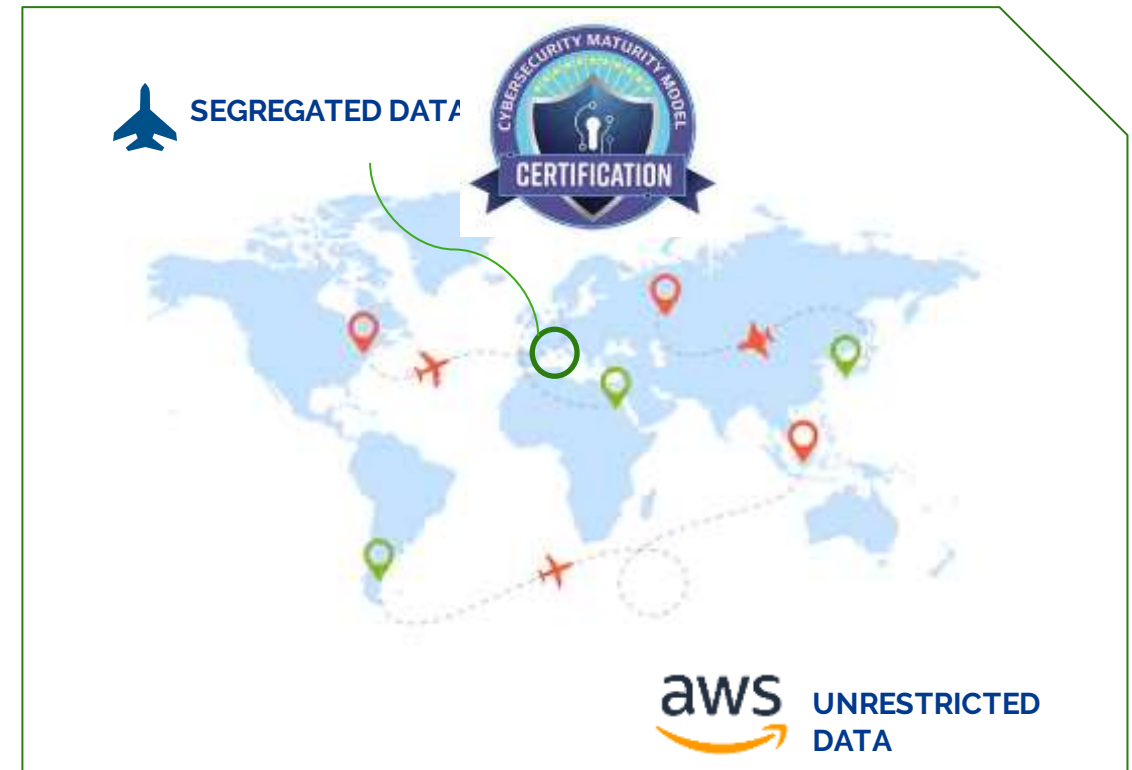 CYBERSECURITY MATURITY MODEL
SEGREGATED DATA
CERTIFICATION
aws
UNRESTRICTED
DATA